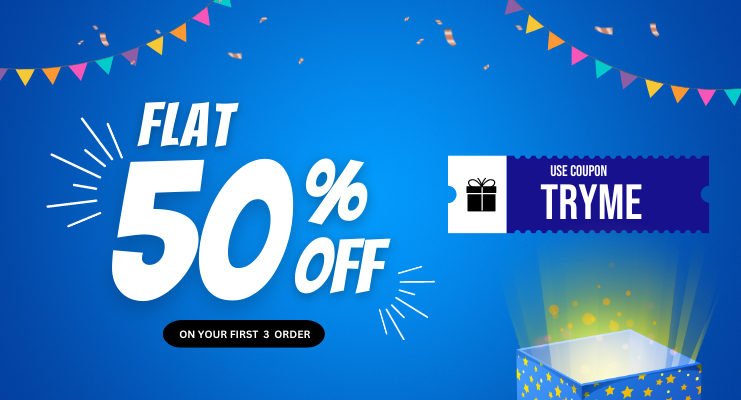 FLAT
50%
OFF
ON YOUR FIRST 3 ORDER
USE COUPON
TRYME